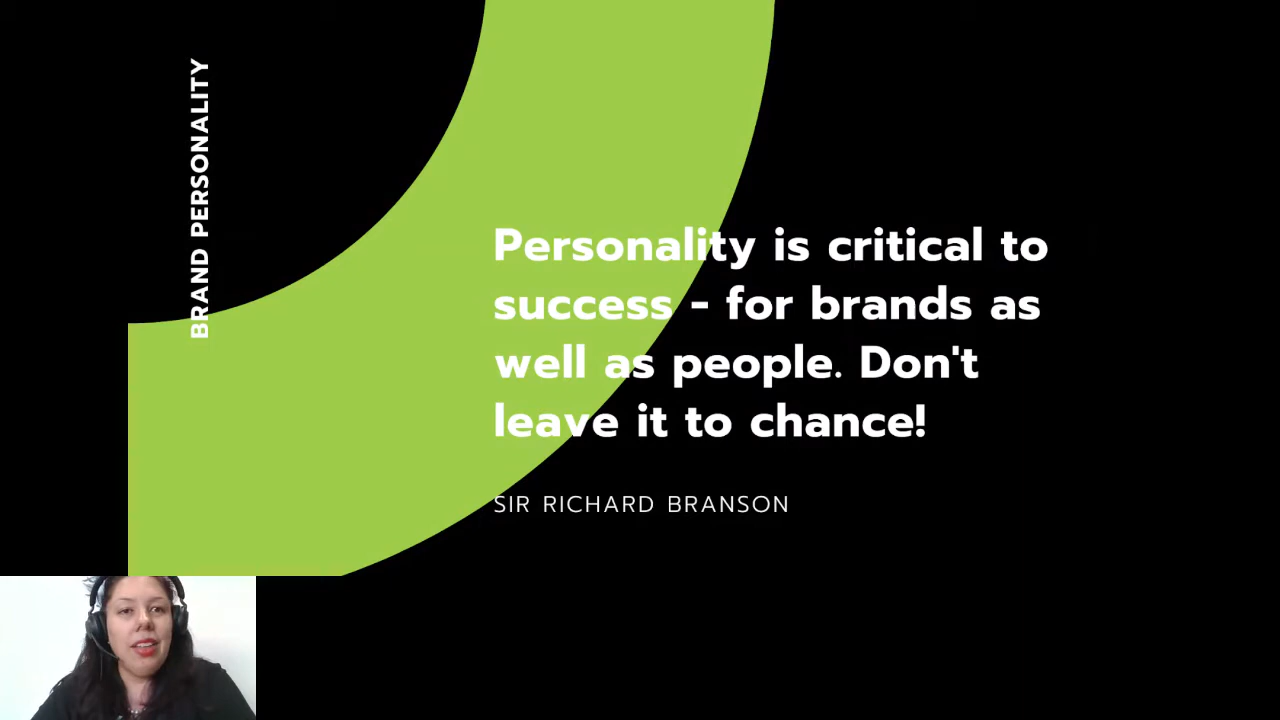 BRAND PERSONALITY
Personality is critical to
success - for brands as
well as people. Don't
leave it to chance!
SIR RICHARD BRANSON